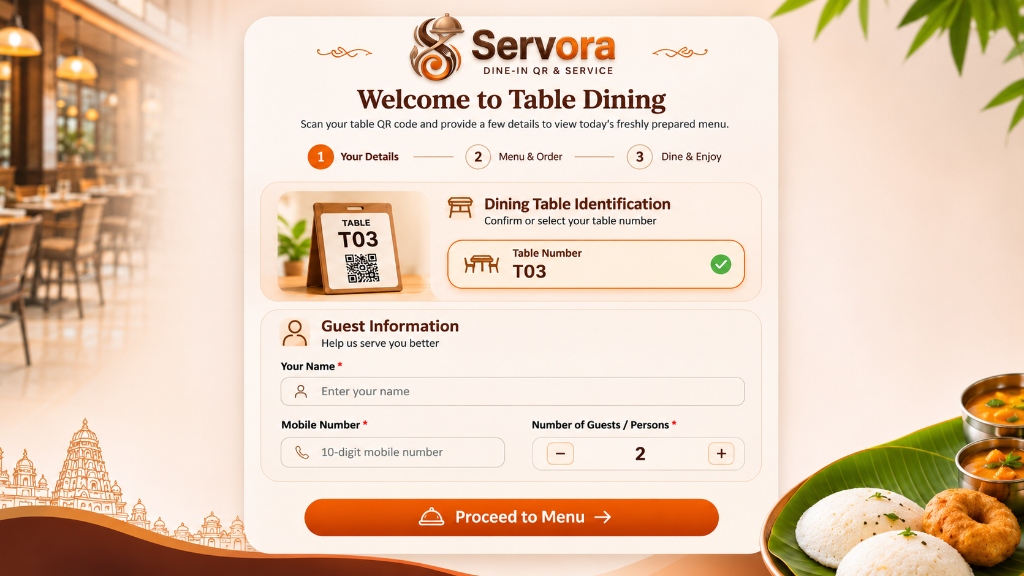 Servora
DINE-IN QR & SERVICE
Welcome to Table Dining
Scan your table QR code and provide a few details to view today's freshly prepared menu.
1 Your Details
2 Menu & Order
3 Dine & Enjoy
TABLE
T03
Dining Table Identification
Confirm or select your table number
Table Number
T03
Guest Information
Help us serve you better
Your Name *
Enter your name
Mobile Number *
10-digit mobile number
Number of Guests / Persons *
− 2 +
Proceed to Menu →